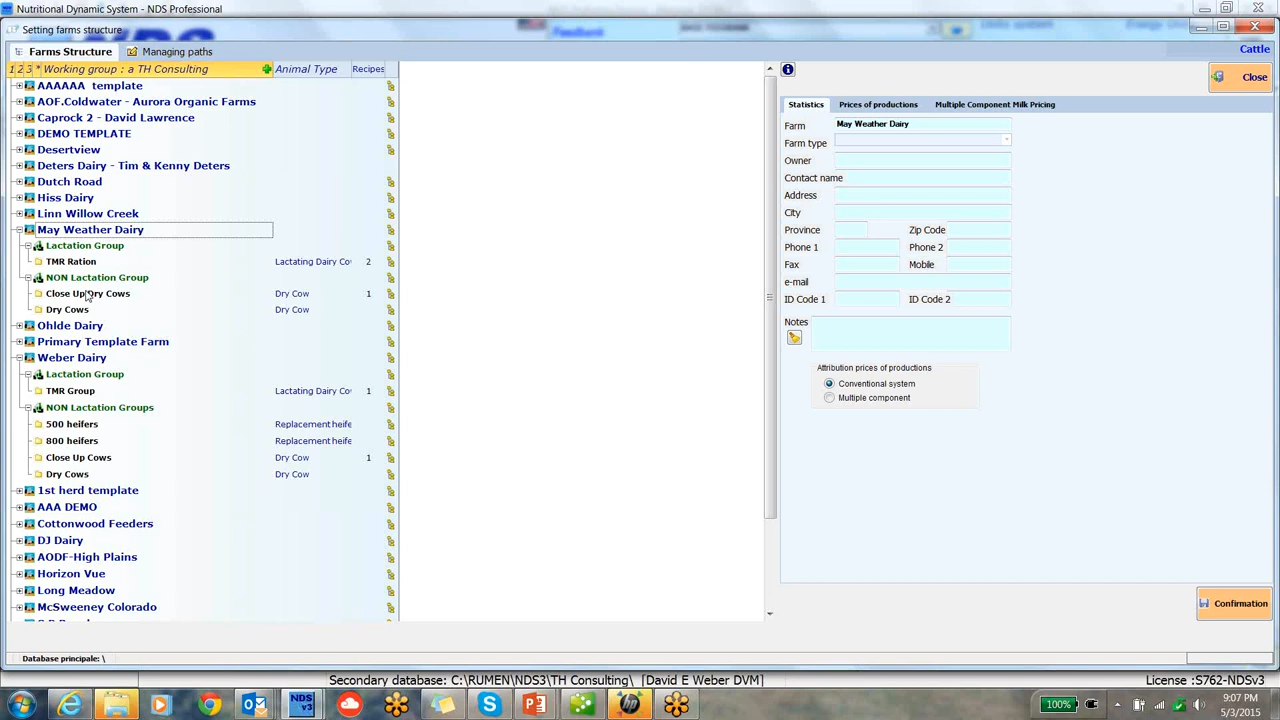 Nutritional Dynamic System - NDS Professional
Setting farms structure
Farms Structure
Managing paths
Cattle
1 2 3 * Working group : a TH Consulting
Animal Type
Recipes
Close
AAAAAA template
AOF.Coldwater - Aurora Organic Farms
Caprock 2 - David Lawrence
DEMO TEMPLATE
Desertview
Deters Dairy - Tim & Kenny Deters
Dutch Road
Hiss Dairy
Linn Willow Creek
May Weather Dairy
Lactation Group
TMR Ration Lactating Dairy Co 2
NON Lactation Group
Close Up Dry Cows Dry Cow 1
Dry Cows Dry Cow
Ohlde Dairy
Primary Template Farm
Weber Dairy
Lactation Group
TMR Group Lactating Dairy Co 1
NON Lactation Groups
500 heifers Replacement heife
800 heifers Replacement heife
Close Up Cows Dry Cow 1
Dry Cows Dry Cow
1st herd template
AAA DEMO
Cottonwood Feeders
DJ Dairy
AODF-High Plains
Horizon Vue
Long Meadow
McSweeney Colorado
Statistics
Prices of productions
Multiple Component Milk Pricing
Farm May Weather Dairy
Farm type
Owner
Contact name
Address
City
Province Zip Code
Phone 1 Phone 2
Fax Mobile
e-mail
ID Code 1 ID Code 2
Notes
Attribution prices of productions
Conventional system
Multiple component
Confirmation
Database principale: \
Secondary database: C:\RUMEN\NDS3\TH Consulting\ [David E Weber DVM]
License :S762-NDSv3
NDS
v3
100%
9:07 PM
5/3/2015